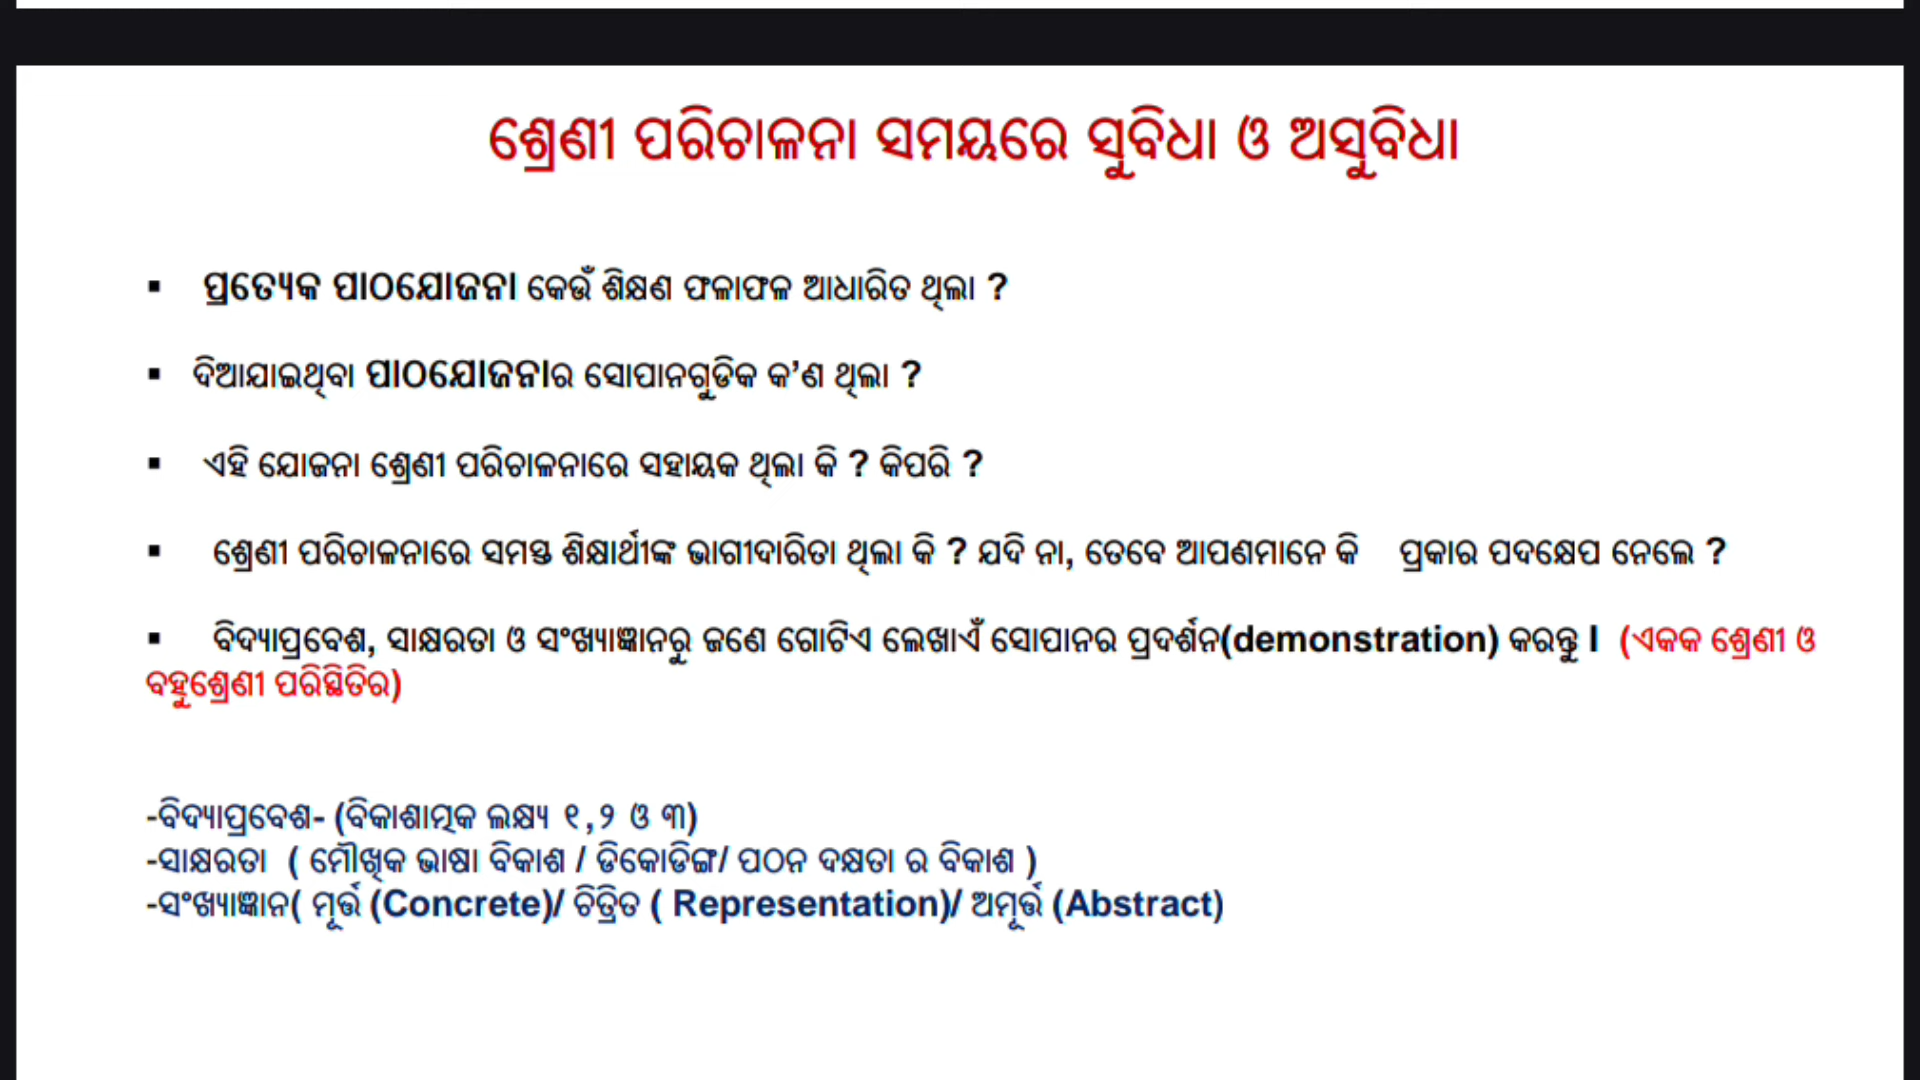 ଶ୍ରେଣୀ ପରିଚାଳନା ସମୟରେ ସୁବିଧା ଓ ଅସୁବିଧା
▪ ପ୍ରତ୍ୟେକ ପାଠଯୋଜନା କେଉଁ ଶିକ୍ଷଣ ଫଳାଫଳ ଆଧାରିତ ଥିଲା ?
▪ ଦିଆଯାଇଥିବା ପାଠଯୋଜନାର ସୋପାନଗୁଡିକ କ’ଣ ଥିଲା ?
▪ ଏହି ଯୋଜନା ଶ୍ରେଣୀ ପରିଚାଳନାରେ ସହାୟକ ଥିଲା କି ? କିପରି ?
▪ ଶ୍ରେଣୀ ପରିଚାଳନାରେ ସମସ୍ତ ଶିକ୍ଷାର୍ଥୀଙ୍କ ଭାଗୀଦାରିତା ଥିଲା କି ? ଯଦି ନା, ତେବେ ଆପଣମାନେ କି ପ୍ରକାର ପଦକ୍ଷେପ ନେଲେ ?
▪ ବିଦ୍ୟାପ୍ରବେଶ, ସାକ୍ଷରତା ଓ ସଂଖ୍ୟାଜ୍ଞାନରୁ ଜଣେ ଗୋଟିଏ ଲେଖାଏଁ ସୋପାନର ପ୍ରଦର୍ଶନ(demonstration) କରନ୍ତୁ l (ଏକକ ଶ୍ରେଣୀ ଓ
ବହୁଶ୍ରେଣୀ ପରିସ୍ଥିତିର)
-ବିଦ୍ୟାପ୍ରବେଶ- (ବିକାଶାତ୍ମକ ଲକ୍ଷ୍ୟ ୧,୨ ଓ ୩)
-ସାକ୍ଷରତା ( ମୌଖିକ ଭାଷା ବିକାଶ / ଡିକୋଡିଙ୍ଗ/ ପଠନ ଦକ୍ଷତା ର ବିକାଶ )
-ସଂଖ୍ୟାଜ୍ଞାନ( ମୂର୍ତ୍ତ (Concrete)/ ଚିତ୍ରିତ ( Representation)/ ଅମୂର୍ତ୍ତ (Abstract)